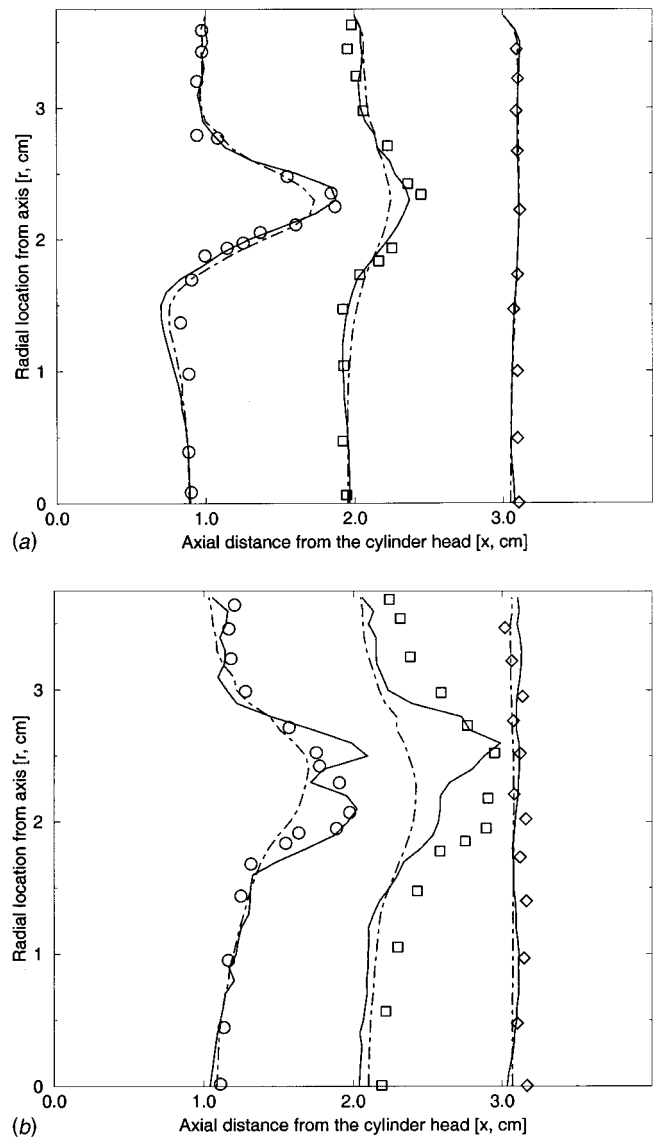 3
2
1
0
Radial location from axis [r, cm]
0.0 1.0 2.0 3.0
(a)
Axial distance from the cylinder head [x, cm]
3
2
1
0
Radial location from axis [r, cm]
0.0 1.0 2.0 3.0
(b)
Axial distance from the cylinder head [x, cm]